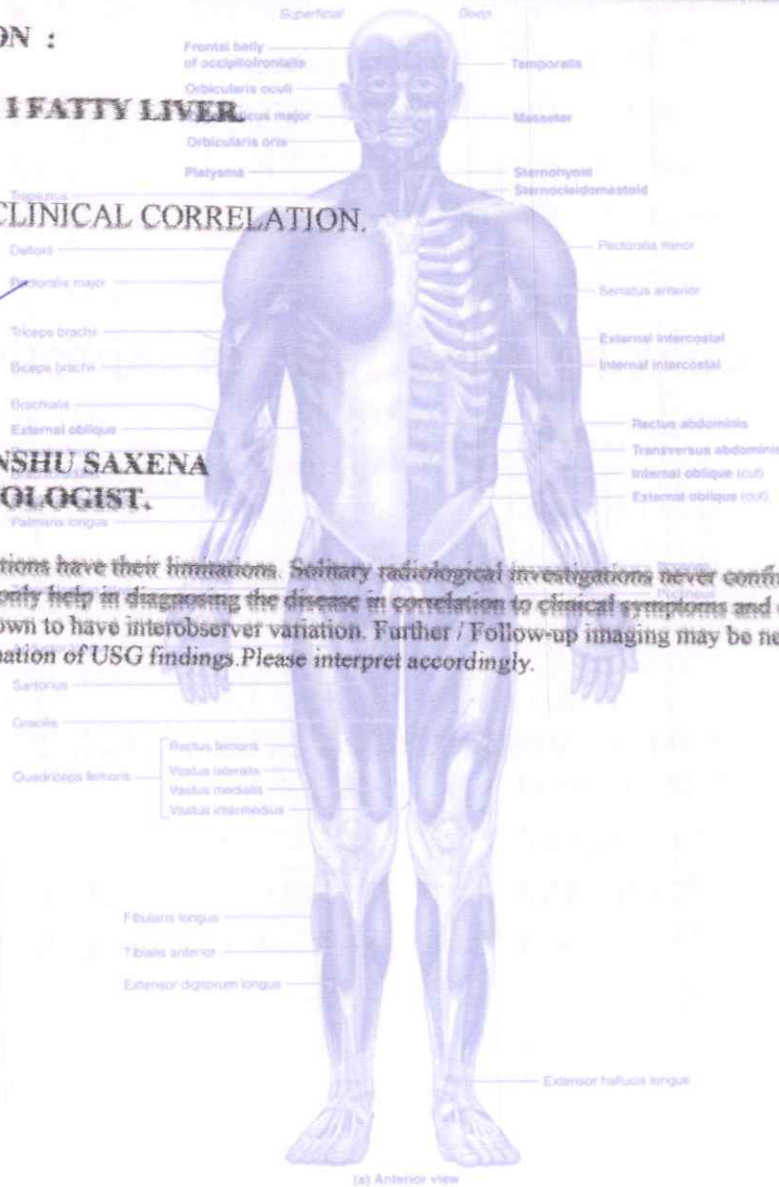 Superficial Deep
ON :
Frontal belly
of occipitofrontalis
Temporalis
Orbicularis oculi
I FATTY LIVER.
cus major
Masseter
Orbicularis oris
Platysma
Sternohyoid
Sternocleidomastoid
Trapezius
CLINICAL CORRELATION.
Deltoid
Pectoralis minor
Pectoralis major
Serratus anterior
Triceps brachii
External intercostal
Biceps brachii
Internal intercostal
Brachialis
External oblique
Rectus abdominis
Transversus abdominis
NSHU SAXENA
Internal oblique (cut)
OLOGIST.
External oblique (cut)
Palmaris longus
tions have their limitations. Solitary radiological investigations never confi
only help in diagnosing the disease in correlation to clinical symptoms and
own to have interobserver variation. Further / Follow-up imaging may be ne
nation of USG findings.Please interpret accordingly.
Sartorius
Gracilis
Rectus femoris
Quadriceps femoris
Vastus lateralis
Vastus medialis
Vastus intermedius
Fibularis longus
Tibialis anterior
Extensor digitorum longus
Extensor hallucis longus
(a) Anterior view